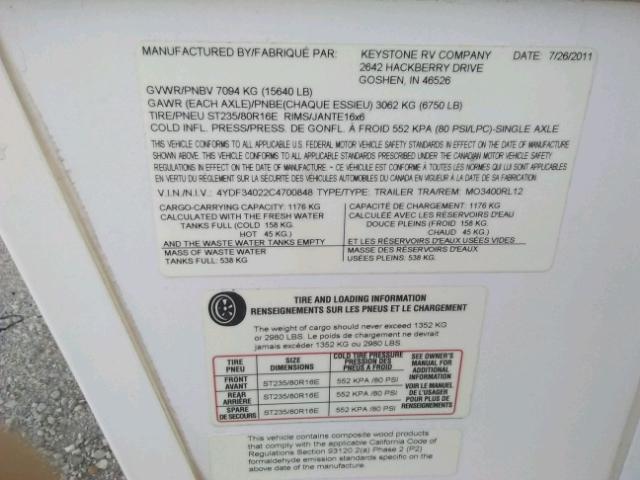 MANUFACTURED BY/FABRIQUÉ PAR: KEYSTONE RV COMPANY DATE: 7/26/2011
2642 HACKBERRY DRIVE
GOSHEN, IN 46526
GVWR/PNBV 7094 KG (15640 LB)
GAWR (EACH AXLE)/PNBE(CHAQUE ESSIEU) 3062 KG (6750 LB)
TIRE/PNEU ST235/80R16E RIMS/JANTE16x6
COLD INFL. PRESS/PRESS. DE GONFL. À FROID 552 KPA (80 PSI/LPC)-SINGLE AXLE
THIS VEHICLE CONFORMS TO ALL APPLICABLE U.S. FEDERAL MOTOR VEHICLE SAFETY STANDARDS IN EFFECT ON THE DATE OF MANUFACTURE
SHOWN ABOVE. / THIS VEHICLE CONFORMS TO ALL APPLICABLE STANDARDS PRESCRIBED UNDER THE CANADIAN MOTOR VEHICLE SAFETY
REGULATIONS IN EFFECT ON THE DATE OF MANUFACTURE / CE VÉHICULE EST CONFORME À TOUTES LES NORMES QUI LUI SONT APPLICABLES
EN VERTU DU RÈGLEMENT SUR LA SÉCURITÉ DES VÉHICULES AUTOMOBILES DU CANADA EN VIGUEUR À LA DATE DE SA FABRICATION
V.I.N./N.I.V.: 4YDF34022C4700848 TYPE/TYPE: TRAILER TRA/REM: MO3400RL12
CARGO-CARRYING CAPACITY: 1176 KG
CALCULATED WITH THE FRESH WATER
TANKS FULL (COLD 158 KG.
HOT 45 KG.)
AND THE WASTE WATER TANKS EMPTY
MASS OF WASTE WATER
TANKS FULL: 538 KG
CAPACITÉ DE CHARGEMENT: 1176 KG
CALCULÉE AVEC LES RÉSERVOIRS D'EAU
DOUCE PLEINS (FROID 158 KG
CHAUD 45 KG.)
ET LES RÉSERVOIRS D'EAUX USÉES VIDES
MASSE DES RÉSERVOIRS D'EAUX
USÉES PLEINS: 538 KG
TIRE AND LOADING INFORMATION
RENSEIGNEMENTS SUR LES PNEUS ET LE CHARGEMENT
The weight of cargo should never exceed 1352 KG
or 2980 LBS. Le poids de chargement ne devrait
jamais excéder 1352 KG ou 2980 LBS.
TIRE
PNEU
SIZE
DIMENSIONS
COLD TIRE PRESSURE
PRESSION DES
PNEUS A FROID
FRONT
AVANT
ST235/80R16E
552 KPA /80 PSI
REAR
ARRIÈRE
ST235/80R16E
552 KPA /80 PSI
SPARE
DE SECOURS
ST235/80R16E
552 KPA /80 PSI
SEE OWNER'S
MANUAL FOR
ADDITIONAL
INFORMATION
VOIR LE MANUEL
DE L'USAGER
POUR PLUS DE
RENSEIGNEMENTS
This vehicle contains composite wood products
that comply with the applicable California Code of
Regulations Section 93120.2(a) Phase 2 (P2)
formaldehyde emission standards specific on the
above date of the manufacture.